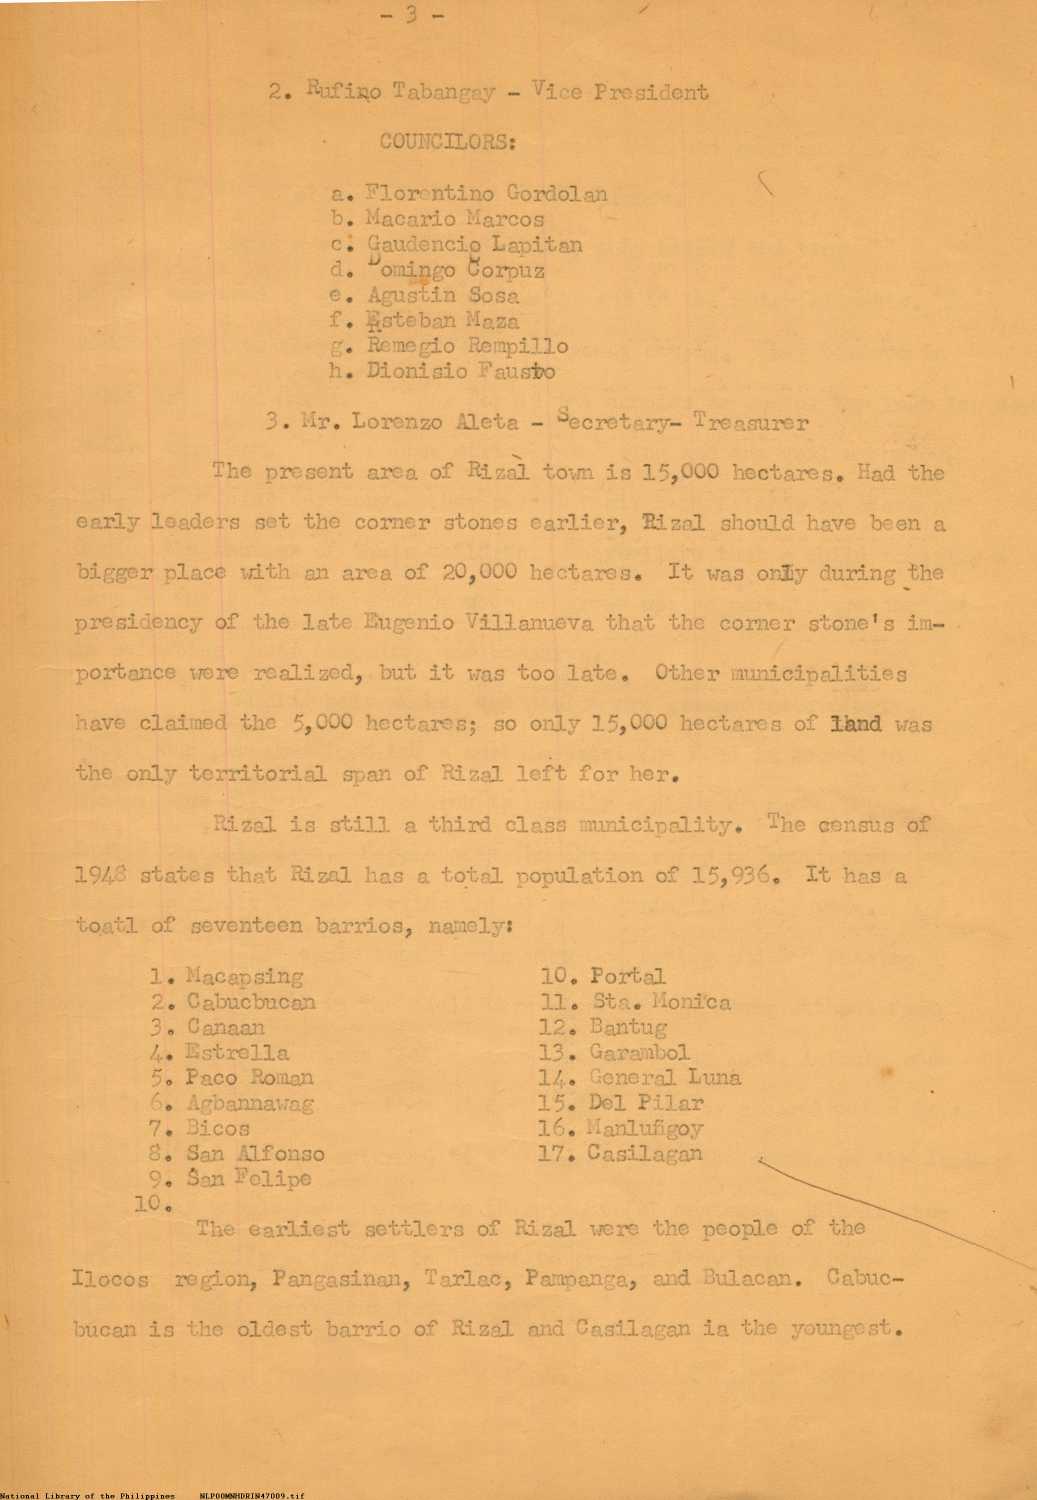 - 3 -
2. Rufino Tabangay - Vice President
COUNCILORS:
a. Florentino Gordolan
b. Macario Marcos
c. Gaudencio Lapitan
d. Domingo Corpuz
e. Agustin Sosa
f. Esteban Maza
g. Remegio Rempillo
h. Dionisio Fausto
3. Mr. Lorenzo Aleta - Secretary- Treasurer
The present area of Rizal town is 15,000 hectares. Had the
early leaders set the corner stones earlier, Rizal should have been a
bigger place with an area of 20,000 hectares. It was only during the
presidency of the late Eugenio Villanueva that the corner stone's im-
portance were realized, but it was too late. Other municipalities
have claimed the 5,000 hectares; so only 15,000 hectares of land was
the only territorial span of Rizal left for her.
Rizal is still a third class municipality. The census of
1948 states that Rizal has a total population of 15,936. It has a
toatl of seventeen barrios, namely:
1. Macapsing
2. Cabucbucan
3. Canaan
4. Estrella
5. Paco Roman
6. Agbannawag
7. Bicos
8. San Alfonso
9. San Felipe
10.
10. Portal
11. Sta. Monica
12. Bantug
13. Garambol
14. General Luna
15. Del Pilar
16. Manluñgoy
17. Casilagan
The earliest settlers of Rizal were the people of the
Ilocos region, Pangasinan, Tarlac, Pampanga, and Bulacan. Cabuc-
bucan is the oldest barrio of Rizal and Casilagan ia the youngest.
National Library of the Philippines NLPOOMNHDRIN47009.tif